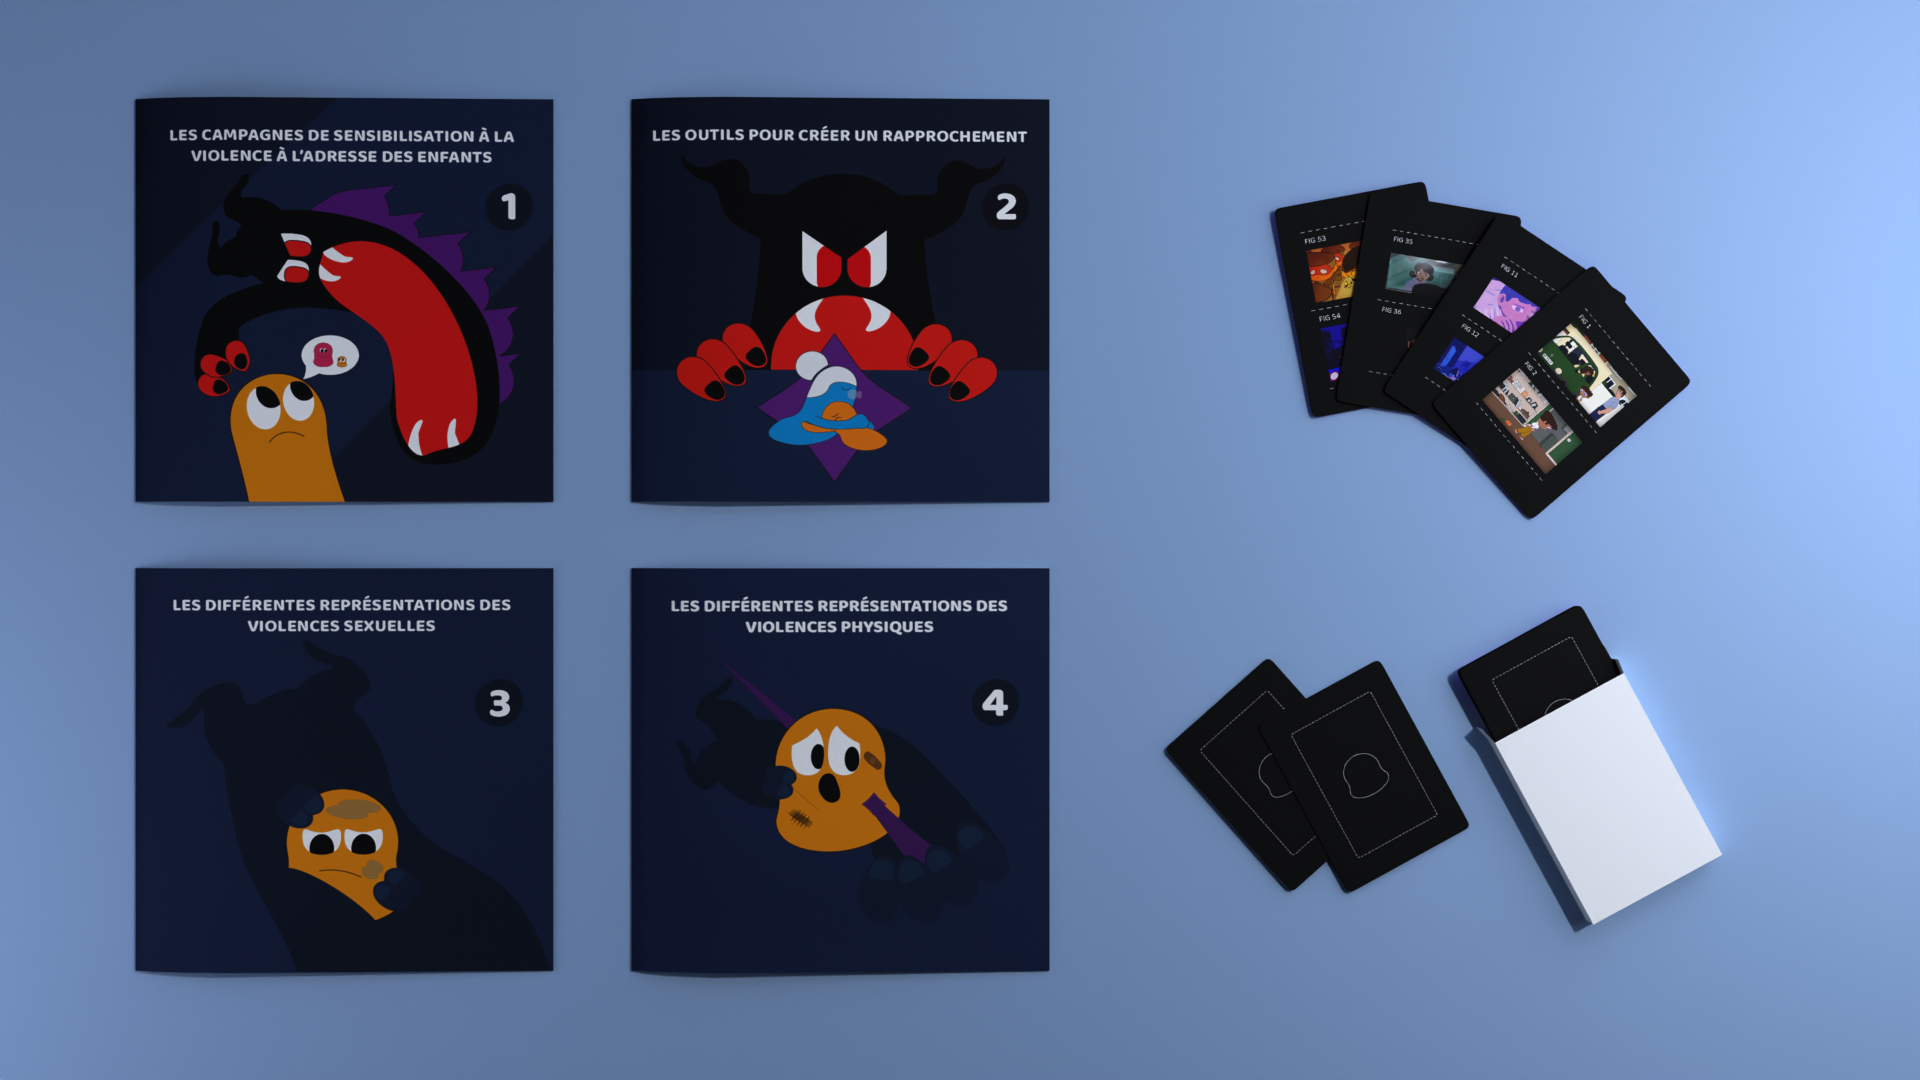 LES CAMPAGNES DE SENSIBILISATION À LA
VIOLENCE À L'ADRESSE DES ENFANTS
1
LES OUTILS POUR CRÉER UN RAPPROCHEMENT
2
LES DIFFÉRENTES REPRÉSENTATIONS DES
VIOLENCES SEXUELLES
3
LES DIFFÉRENTES REPRÉSENTATIONS DES
VIOLENCES PHYSIQUES
4
FIG 53
FIG 54
FIG 35
FIG 36
FIG 11
FIG 12
FIG 1
FIG 2